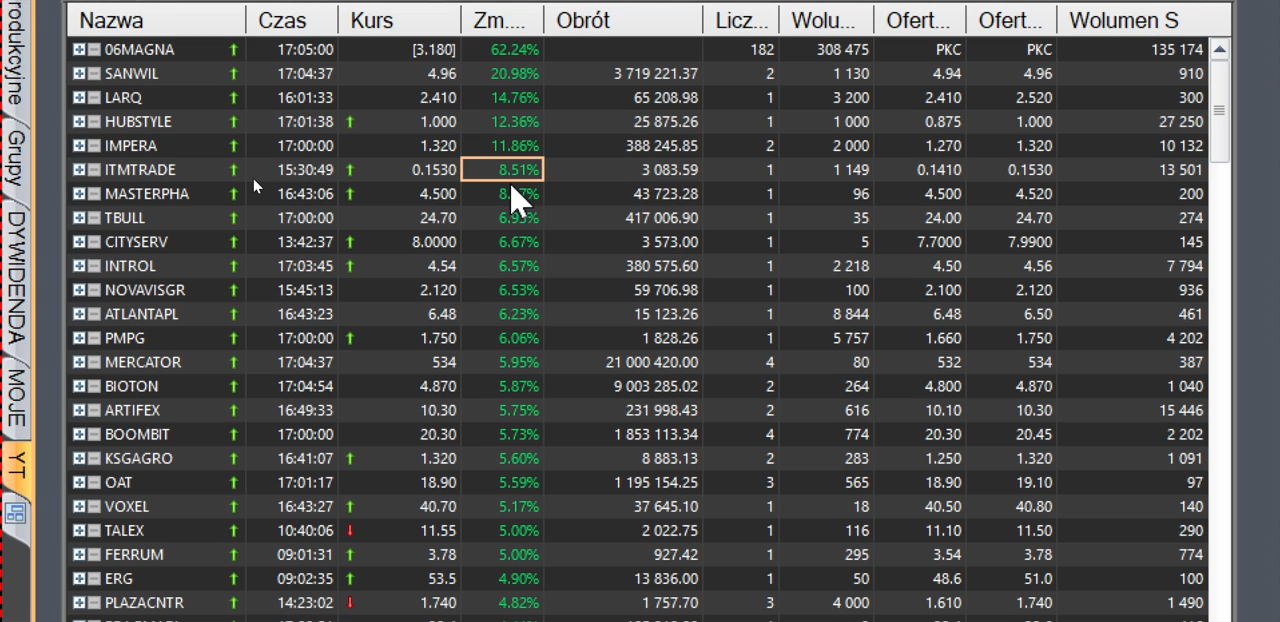 rodukcyjne
Grupy
DYWIDENDA
MOJE
YT
Nazwa Czas Kurs Zm.... Obrót Licz... Wolu... Ofert... Ofert... Wolumen S
06MAGNA 17:05:00 [3.180] 62.24% 182 308 475 PKC PKC 135 174
SANWIL 17:04:37 4.96 20.98% 3 719 221.37 2 1 130 4.94 4.96 910
LARQ 16:01:33 2.410 14.76% 65 208.98 1 3 200 2.410 2.520 300
HUBSTYLE 17:01:38 1.000 12.36% 25 875.26 1 1 000 0.875 1.000 27 250
IMPERA 17:00:00 1.320 11.86% 388 245.85 2 2 000 1.270 1.320 10 132
ITMTRADE 15:30:49 0.1530 8.51% 3 083.59 1 1 149 0.1410 0.1530 13 501
MASTERPHA 16:43:06 4.500 43 723.28 1 96 4.500 4.520 200
TBULL 17:00:00 24.70 417 006.90 1 35 24.00 24.70 274
CITYSERV 13:42:37 8.0000 6.67% 3 573.00 1 5 7.7000 7.9900 145
INTROL 17:03:45 4.54 6.57% 380 575.60 1 2 218 4.50 4.56 7 794
NOVAVISGR 15:45:13 2.120 6.53% 59 706.98 1 100 2.100 2.120 936
ATLANTAPL 16:43:23 6.48 6.23% 15 123.26 1 8 844 6.48 6.50 461
PMPG 17:00:00 1.750 6.06% 1 828.26 1 5 757 1.660 1.750 4 202
MERCATOR 17:04:37 534 5.95% 21 000 420.00 4 80 532 534 387
BIOTON 17:04:54 4.870 5.87% 9 003 285.02 2 264 4.800 4.870 1 040
ARTIFEX 16:49:33 10.30 5.75% 231 998.43 2 616 10.10 10.30 15 446
BOOMBIT 17:00:00 20.30 5.73% 1 853 113.34 4 774 20.30 20.45 2 202
KSGAGRO 16:41:07 1.320 5.60% 8 883.13 2 283 1.250 1.320 1 091
OAT 17:01:17 18.90 5.59% 1 195 154.25 3 565 18.90 19.10 97
VOXEL 16:43:27 40.70 5.17% 37 645.10 1 18 40.50 40.80 140
TALEX 10:40:06 11.55 5.00% 2 022.75 1 116 11.10 11.50 290
FERRUM 09:01:31 3.78 5.00% 927.42 1 295 3.54 3.78 774
ERG 09:02:35 53.5 4.90% 13 836.00 1 50 48.6 51.0 100
PLAZACNTR 14:23:02 1.740 4.82% 1 757.70 3 4 000 1.610 1.740 1 490